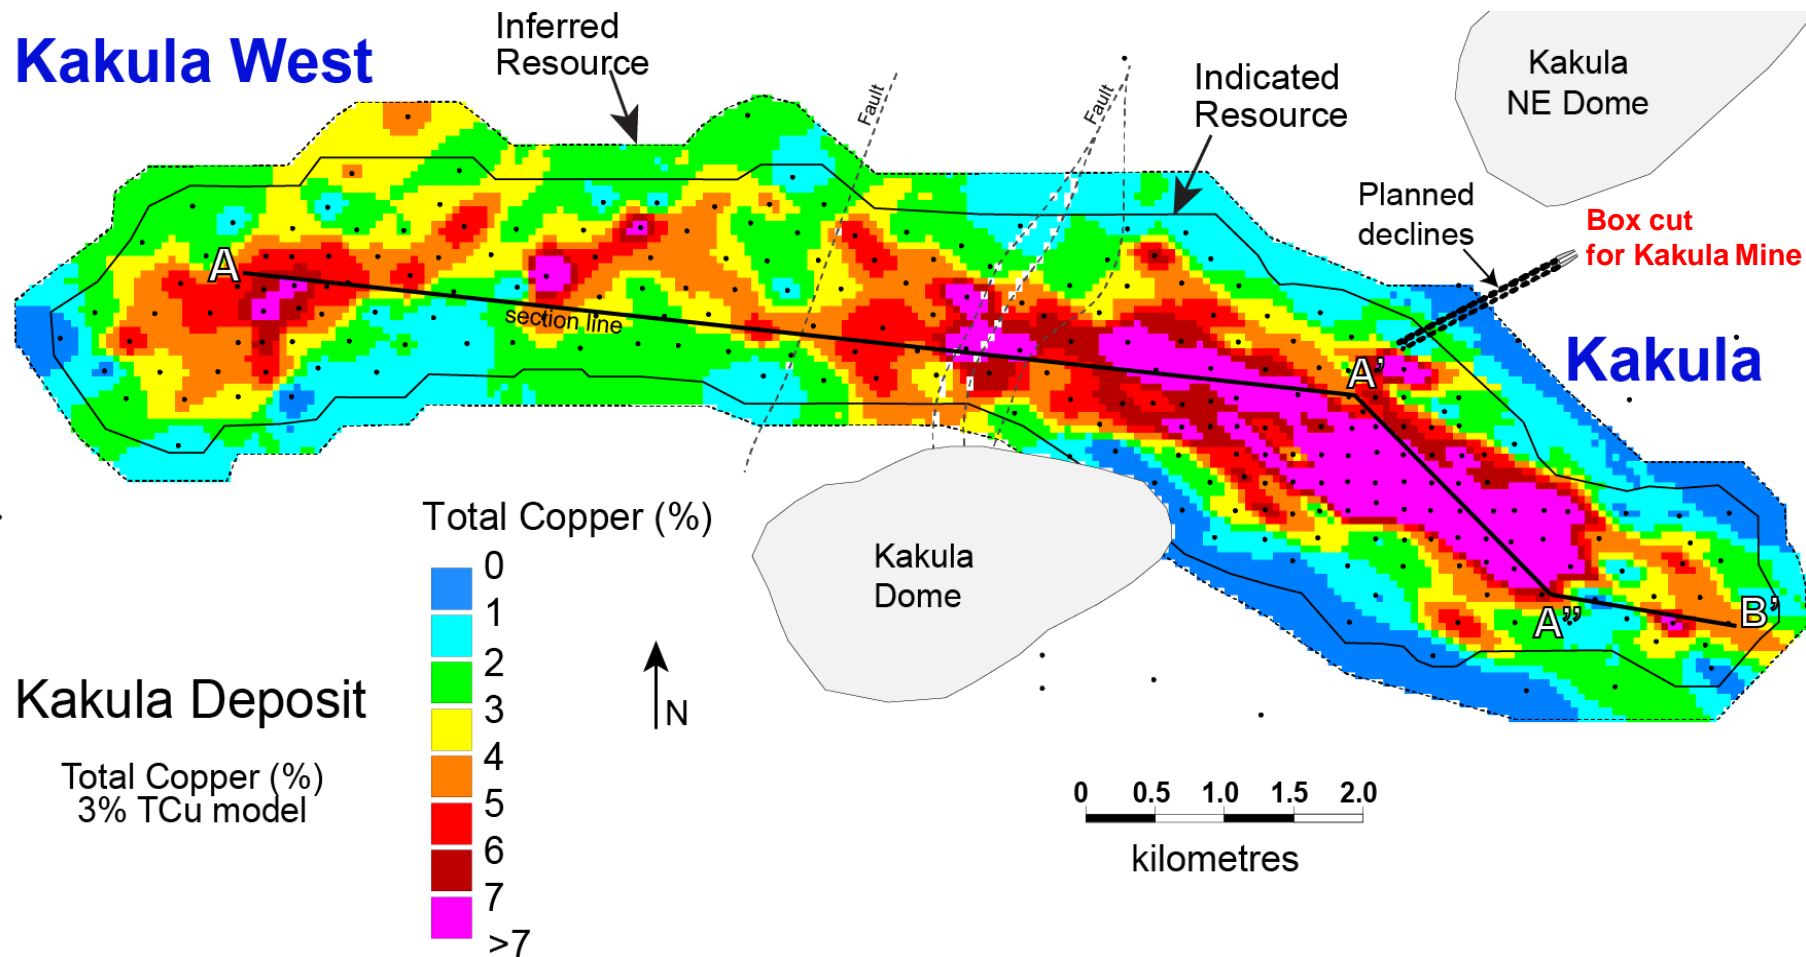 Kakula West
Inferred
Resource
Fault
Fault
Indicated
Resource
Kakula
NE Dome
Planned
declines
Box cut
for Kakula Mine
A
section line
A’
Kakula
A”
B’
Kakula
Dome
Total Copper (%)
0
1
2
3
4
5
6
7
>7
Kakula Deposit
Total Copper (%)
3% TCu model
N
0 0.5 1.0 1.5 2.0
kilometres